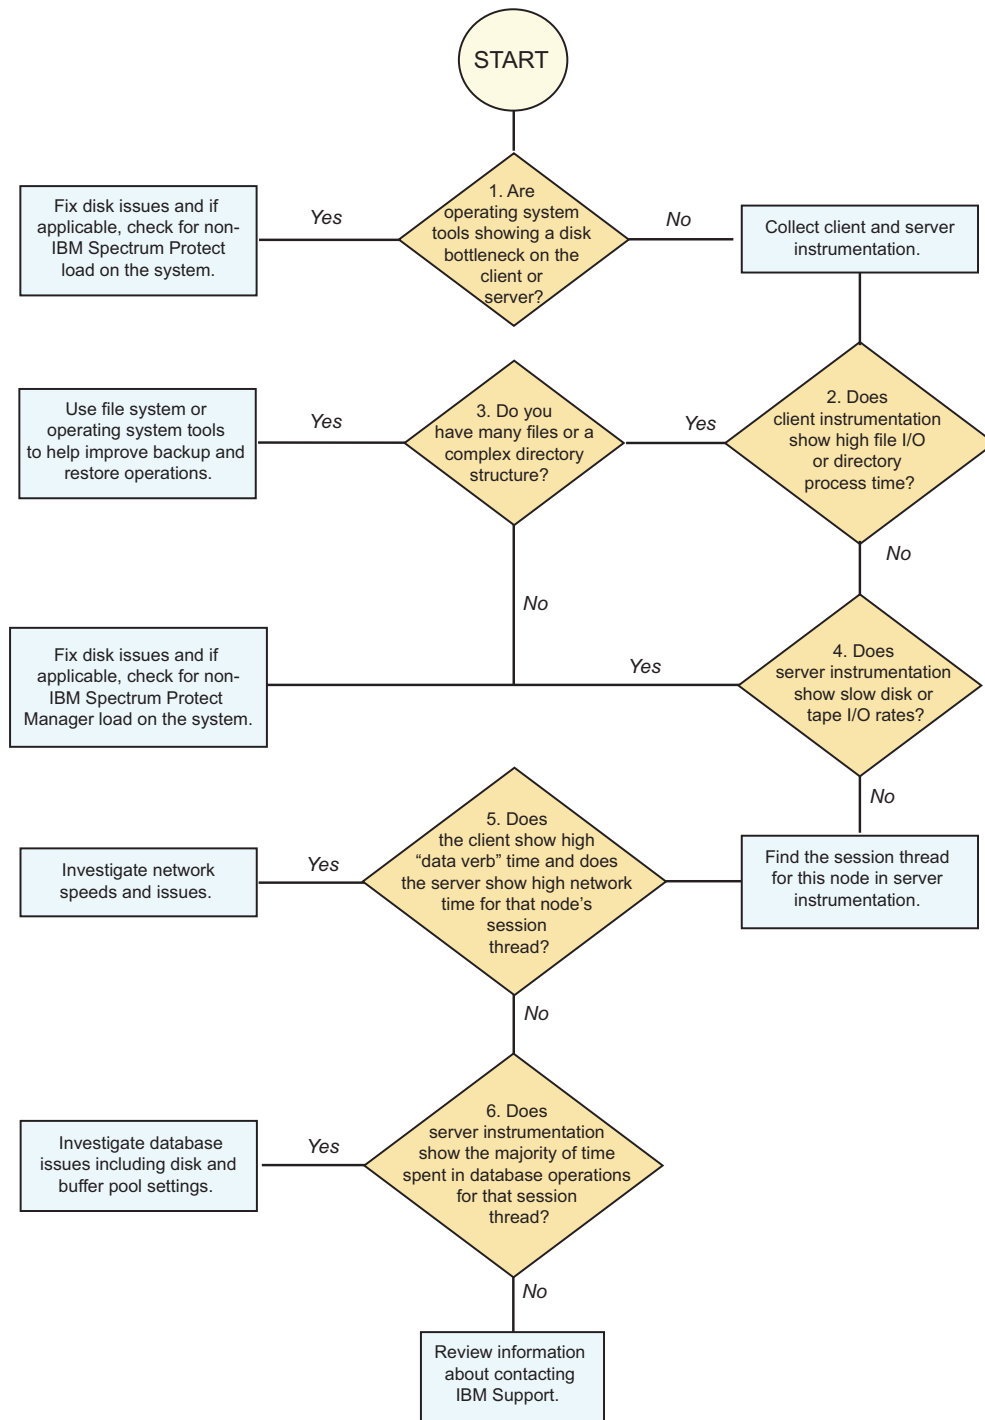 START
1. Are
operating system
tools showing a disk
bottleneck on the
client or
server?
Yes
Fix disk issues and if
applicable, check for non-
IBM Spectrum Protect
load on the system.
No
Collect client and server
instrumentation.
2. Does
client instrumentation
show high file I/O
or directory
process time?
Yes
3. Do you
have many files or a
complex directory
structure?
Yes
Use file system or
operating system tools
to help improve backup and
restore operations.
No
No
4. Does
server instrumentation
show slow disk or
tape I/O rates?
Yes
Fix disk issues and if
applicable, check for non-
IBM Spectrum Protect
Manager load on the system.
No
Find the session thread
for this node in server
instrumentation.
5. Does
the client show high
“data verb” time and does
the server show high network
time for that node’s
session
thread?
Yes
Investigate network
speeds and issues.
No
6. Does
server instrumentation
show the majority of time
spent in database operations
for that session
thread?
Yes
Investigate database
issues including disk and
buffer pool settings.
No
Review information
about contacting
IBM Support.